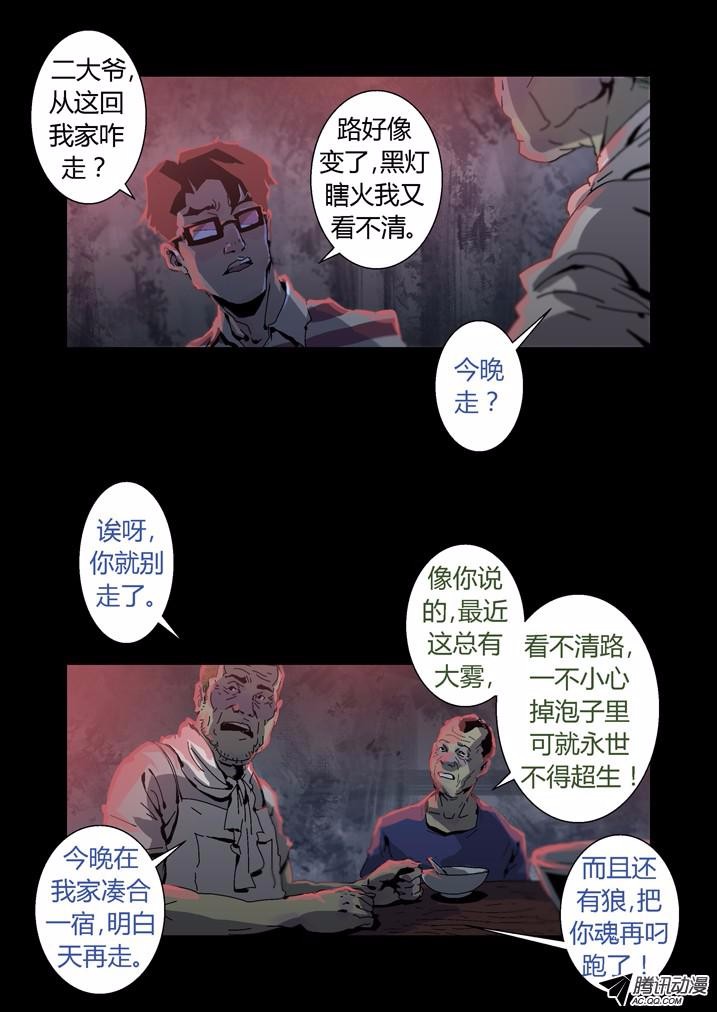 二大爷,
从这回
我家咋
走？
路好像
变了,黑灯
瞎火我又
看不清。
今晚
走？
诶呀,
你就别
走了。
像你说
的,最近
这总有
大雾,
看不清路,
一不小心
掉泡子里
可就永世
不得超生！
今晚在
我家凑合
一宿,明白
天再走。
而且还
有狼,把
你魂再叼
跑了！
腾讯动漫
AC.QQ.COM